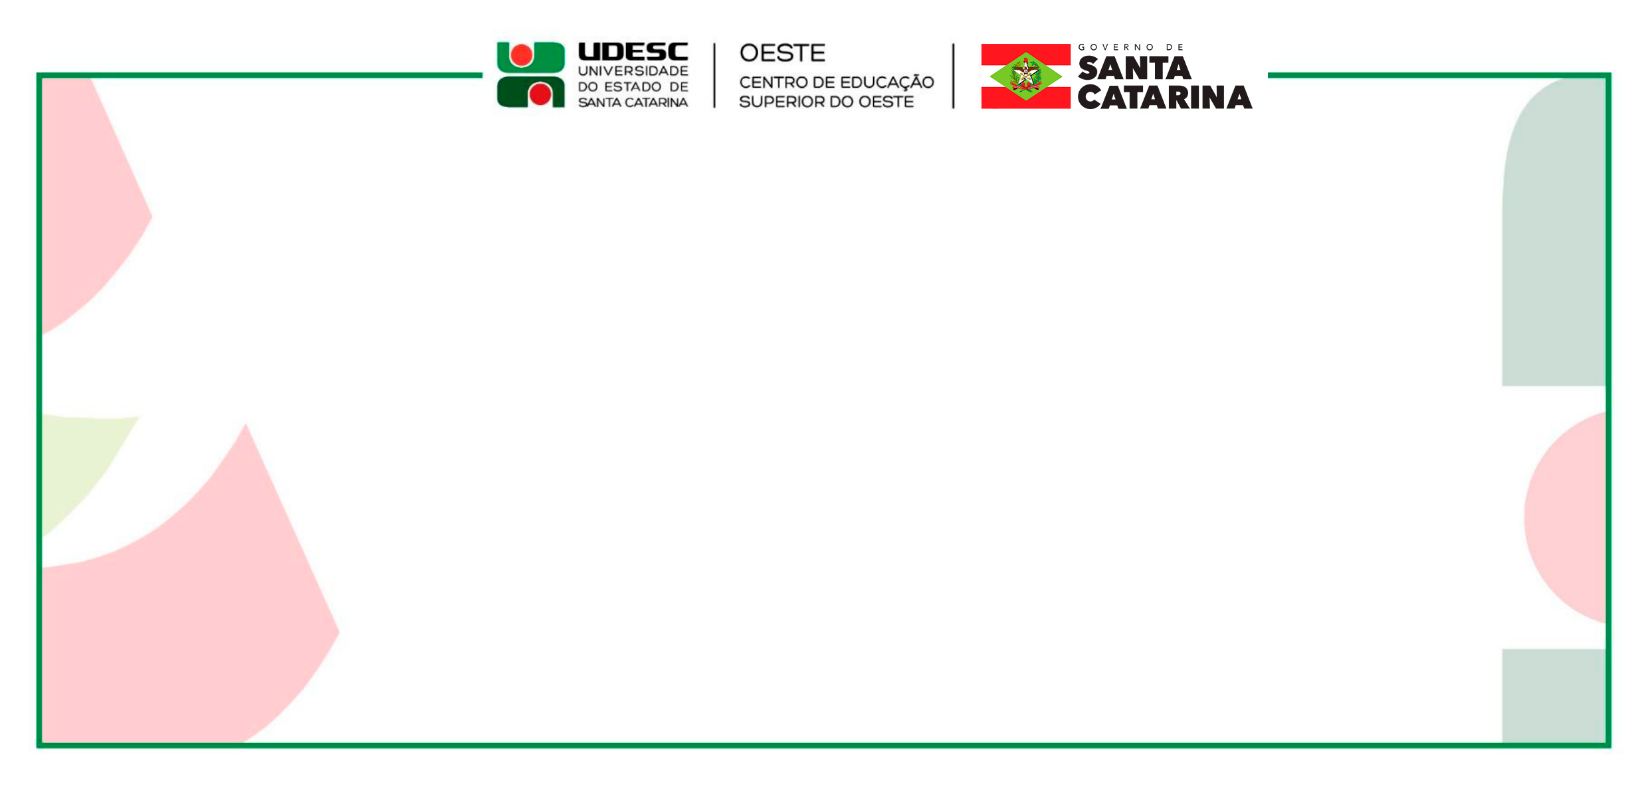 UDESC
UNIVERSIDADE
DO ESTADO DE
SANTA CATARINA
OESTE
CENTRO DE EDUCAÇÃO
SUPERIOR DO OESTE
GOVERNO DE
SANTA
CATARINA